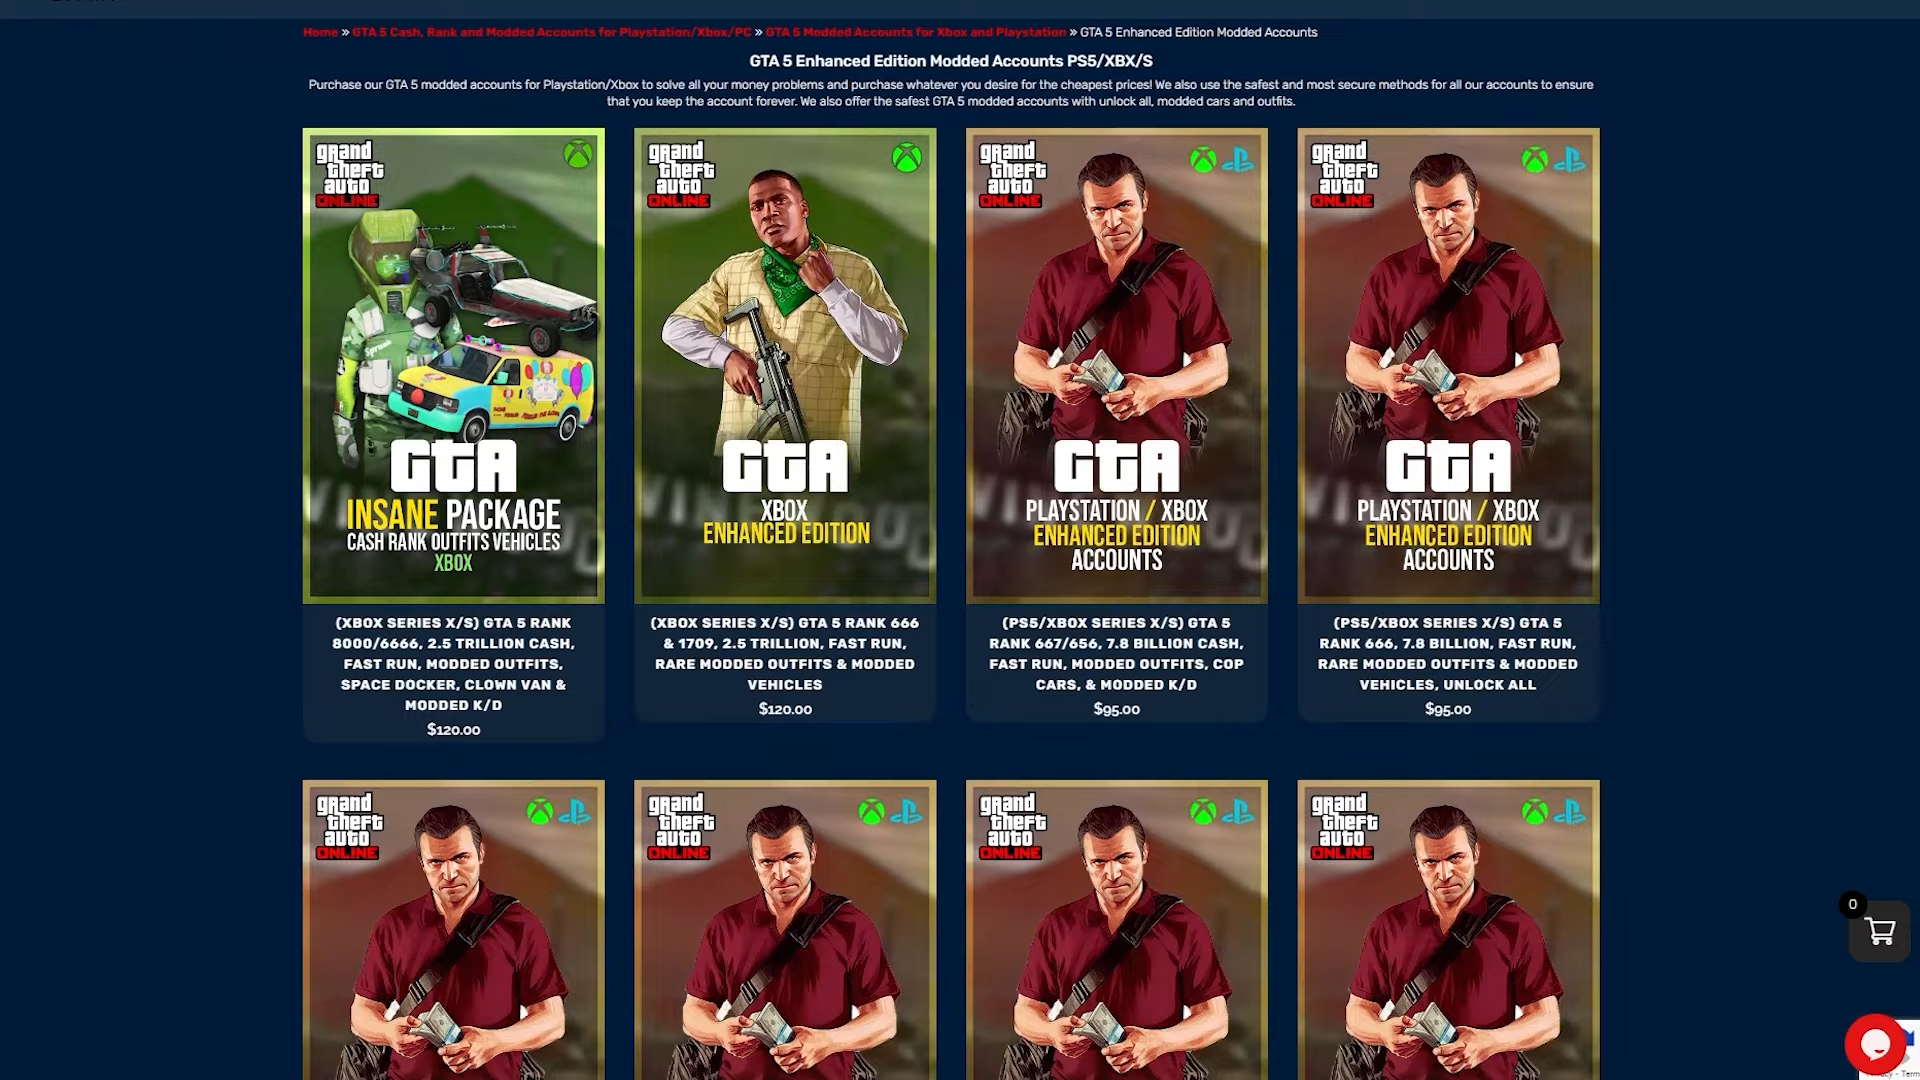 Home » GTA 5 Cash, Rank and Modded Accounts for Playstation/Xbox/PC » GTA 5 Modded Accounts for Xbox and Playstation » GTA 5 Enhanced Edition Modded Accounts
GTA 5 Enhanced Edition Modded Accounts PS5/XBX/S
Purchase our GTA 5 modded accounts for Playstation/Xbox to solve all your money problems and purchase whatever you desire for the cheapest prices! We also use the safest and most secure methods for all our accounts to ensure
that you keep the account forever. We also offer the safest GTA 5 modded accounts with unlock all, modded cars and outfits.
grand
theft
auto
ONLINE
Sprunk
GTA
INSANE PACKAGE
CASH RANK OUTFITS VEHICLES
XBOX
(XBOX SERIES X/S) GTA 5 RANK
8000/6666, 2.5 TRILLION CASH,
FAST RUN, MODDED OUTFITS,
SPACE DOCKER, CLOWN VAN &
MODDED K/D
$120.00
grand
theft
auto
ONLINE
GTA
XBOX
ENHANCED EDITION
(XBOX SERIES X/S) GTA 5 RANK 666
& 1709, 2.5 TRILLION, FAST RUN,
RARE MODDED OUTFITS & MODDED
VEHICLES
$120.00
grand
theft
auto
ONLINE
GTA
PLAYSTATION / XBOX
ENHANCED EDITION
ACCOUNTS
(PS5/XBOX SERIES X/S) GTA 5
RANK 667/656, 7.8 BILLION CASH,
FAST RUN, MODDED OUTFITS, COP
CARS, & MODDED K/D
$95.00
grand
theft
auto
ONLINE
GTA
PLAYSTATION / XBOX
ENHANCED EDITION
ACCOUNTS
(PS5/XBOX SERIES X/S) GTA 5
RANK 666, 7.8 BILLION, FAST RUN,
RARE MODDED OUTFITS & MODDED
VEHICLES, UNLOCK ALL
$95.00
grand
theft
auto
ONLINE
grand
theft
auto
ONLINE
grand
theft
auto
ONLINE
grand
theft
auto
ONLINE
0